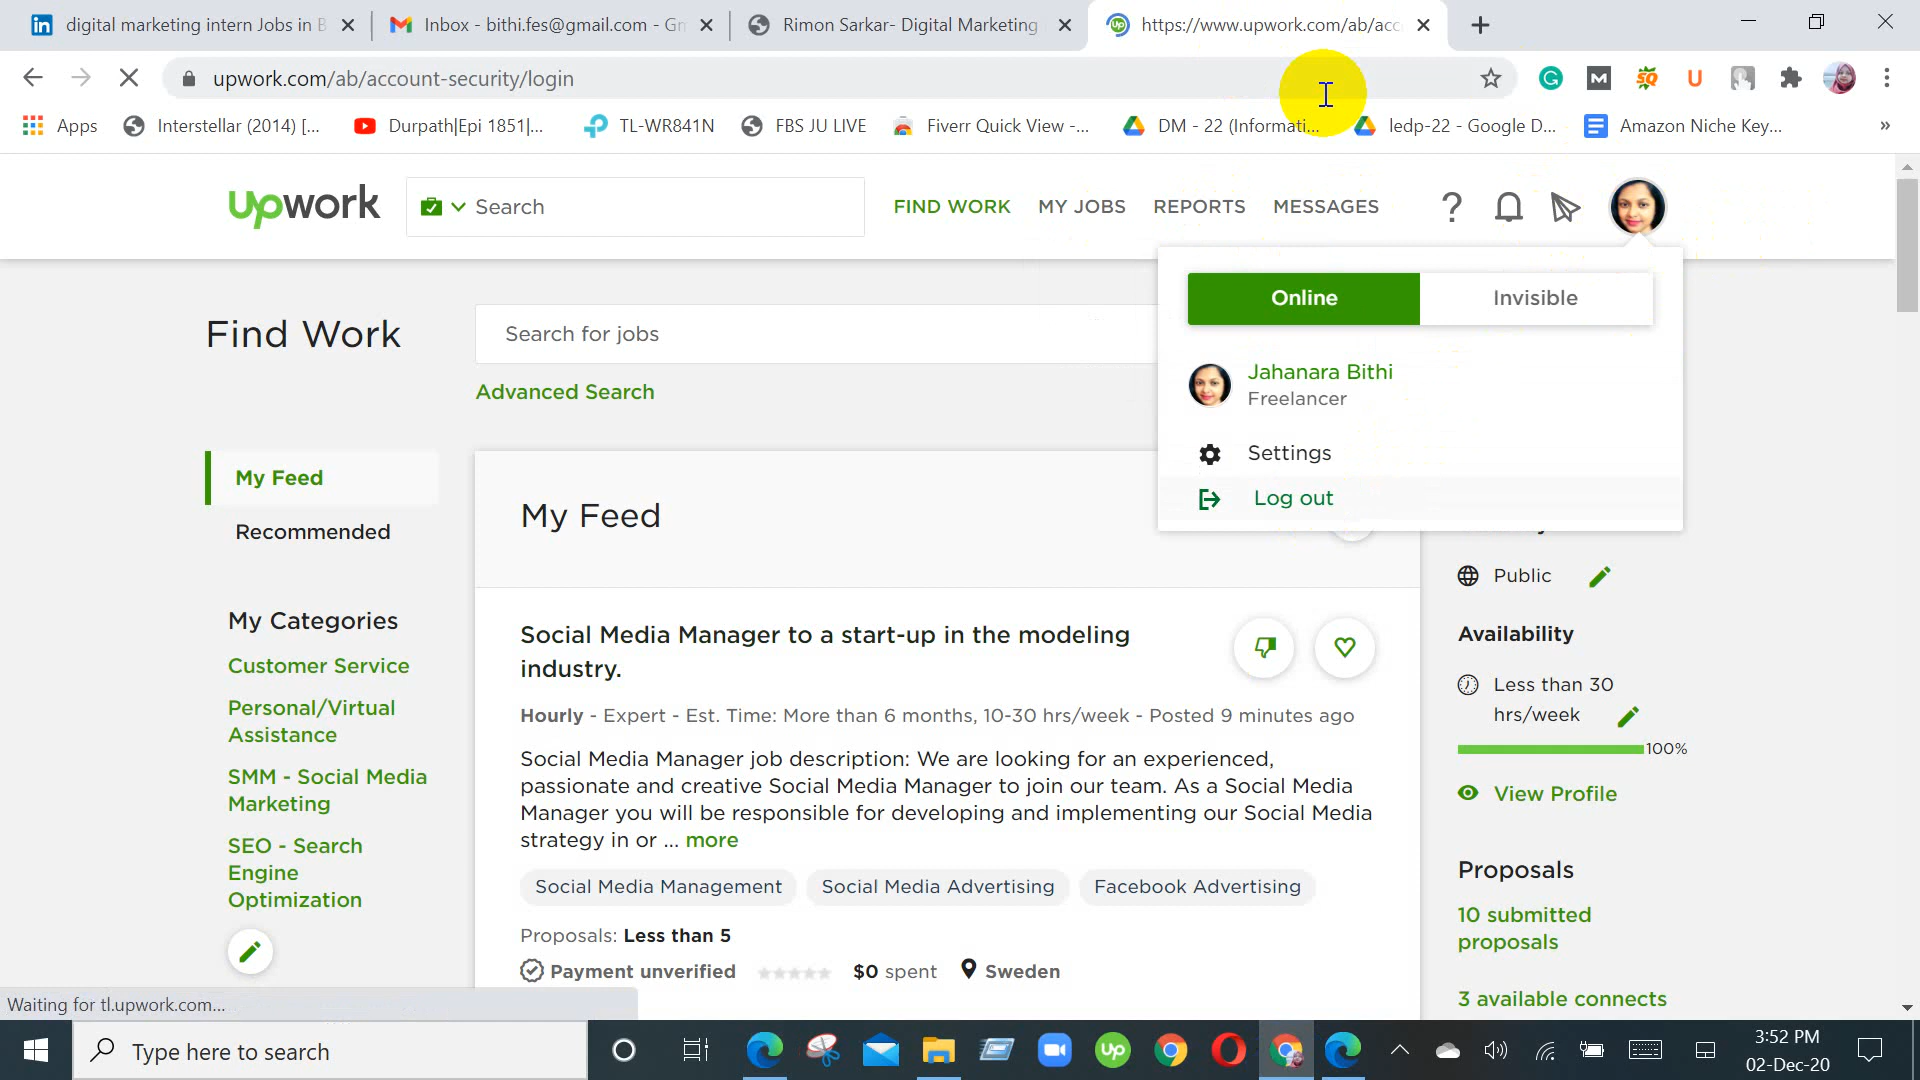 digital marketing intern Jobs in B
Inbox - bithi.fes@gmail.com - Gm
Rimon Sarkar- Digital Marketing
https://www.upwork.com/ab/acc
upwork.com/ab/account-security/login
Apps
Interstellar (2014) [...
Durpath|Epi 1851|...
TL-WR841N
FBS JU LIVE
Fiverr Quick View -...
DM - 22 (Informati...
ledp-22 - Google D...
Amazon Niche Key...
»
upwork
Search
FIND WORK
MY JOBS
REPORTS
MESSAGES
Online
Invisible
Jahanara Bithi
Freelancer
Settings
Log out
Find Work
Search for jobs
Advanced Search
My Feed
Recommended
My Categories
Customer Service
Personal/Virtual
Assistance
SMM - Social Media
Marketing
SEO - Search
Engine
Optimization
My Feed
Social Media Manager to a start-up in the modeling
industry.
Hourly - Expert - Est. Time: More than 6 months, 10-30 hrs/week - Posted 9 minutes ago
Social Media Manager job description: We are looking for an experienced,
passionate and creative Social Media Manager to join our team. As a Social Media
Manager you will be responsible for developing and implementing our Social Media
strategy in or ... more
Social Media Management
Social Media Advertising
Facebook Advertising
Proposals: Less than 5
Payment unverified
$0 spent
Sweden
Public
Availability
Less than 30
hrs/week
100%
View Profile
Proposals
10 submitted
proposals
3 available connects
Waiting for tl.upwork.com...
Type here to search
3:52 PM
02-Dec-20